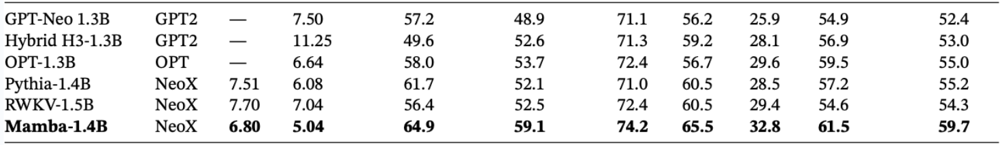 GPT-Neo 1.3B GPT2 — 7.50 57.2 48.9 71.1 56.2 25.9 54.9 52.4
Hybrid H3-1.3B GPT2 — 11.25 49.6 52.6 71.3 59.2 28.1 56.9 53.0
OPT-1.3B OPT — 6.64 58.0 53.7 72.4 56.7 29.6 59.5 55.0
Pythia-1.4B NeoX 7.51 6.08 61.7 52.1 71.0 60.5 28.5 57.2 55.2
RWKV-1.5B NeoX 7.70 7.04 56.4 52.5 72.4 60.5 29.4 54.6 54.3
Mamba-1.4B NeoX 6.80 5.04 64.9 59.1 74.2 65.5 32.8 61.5 59.7